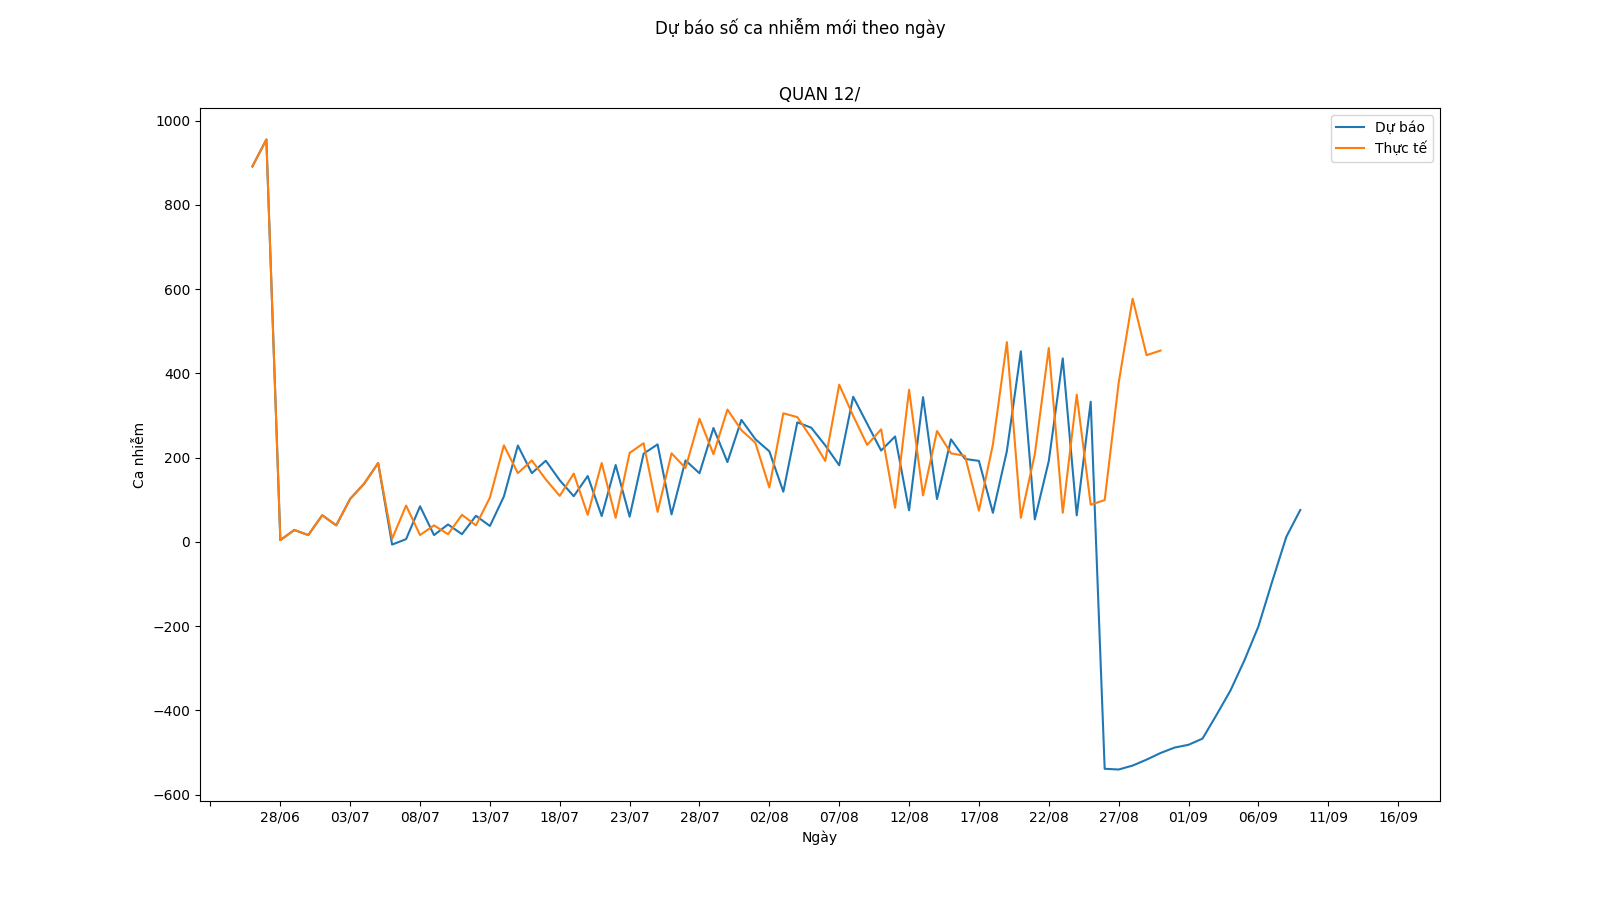 Dự báo số ca nhiễm mới theo ngày
QUAN 12/
Dự báo
Thực tế
1000
800
600
400
200
0
−200
−400
−600
Ca nhiễm
28/06 03/07 08/07 13/07 18/07 23/07 28/07 02/08 07/08 12/08 17/08 22/08 27/08 01/09 06/09 11/09 16/09
Ngày